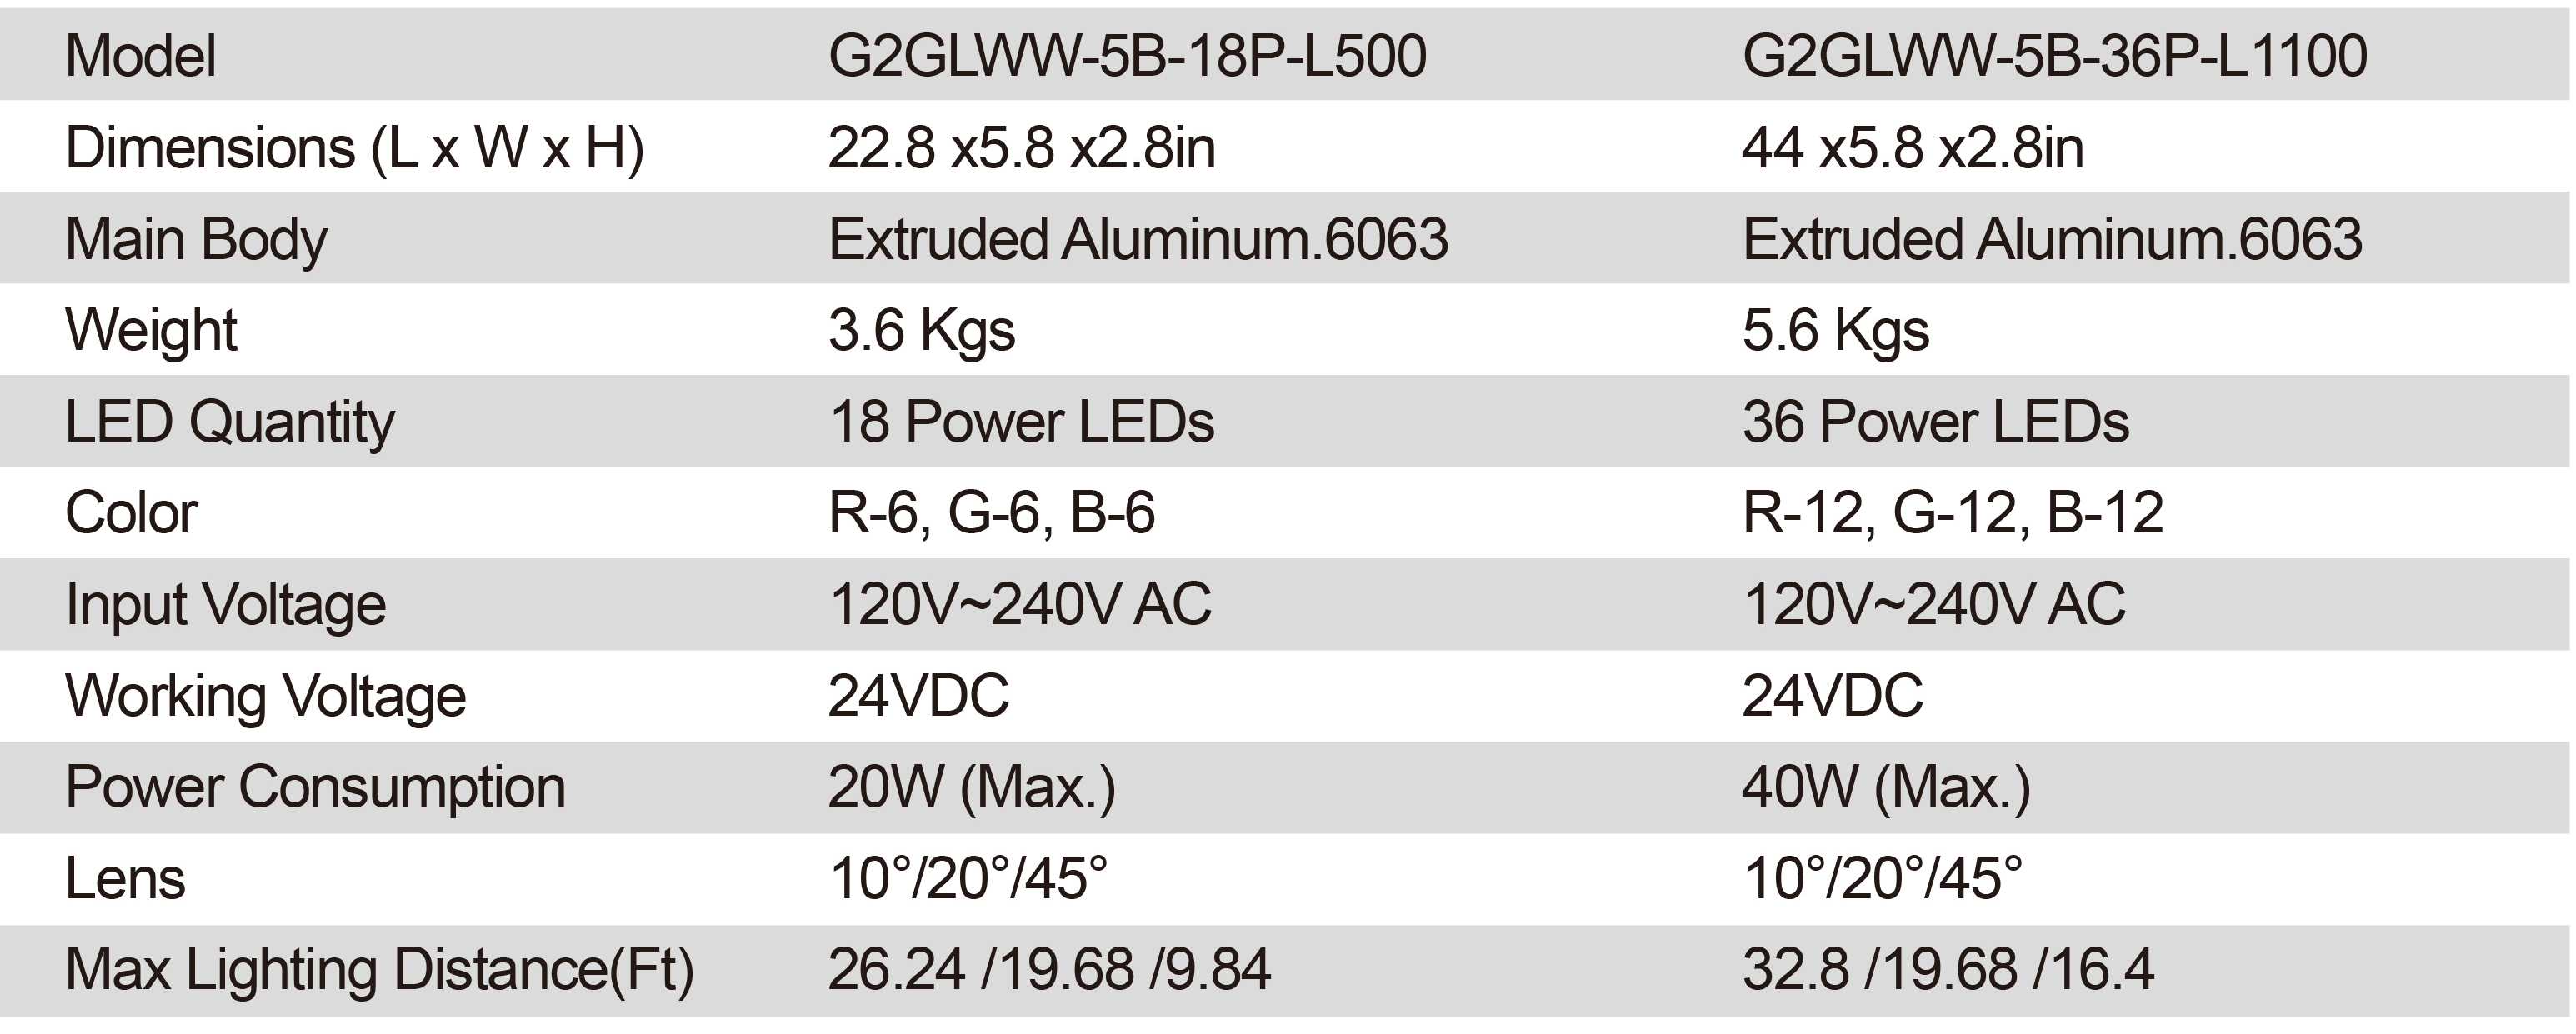 Model G2GLWW-5B-18P-L500 G2GLWW-5B-36P-L1100
Dimensions (L x W x H) 22.8 x5.8 x2.8in 44 x5.8 x2.8in
Main Body Extruded Aluminum.6063 Extruded Aluminum.6063
Weight 3.6 Kgs 5.6 Kgs
LED Quantity 18 Power LEDs 36 Power LEDs
Color R-6, G-6, B-6 R-12, G-12, B-12
Input Voltage 120V~240V AC 120V~240V AC
Working Voltage 24VDC 24VDC
Power Consumption 20W (Max.) 40W (Max.)
Lens 10°/20°/45° 10°/20°/45°
Max Lighting Distance(Ft) 26.24 /19.68 /9.84 32.8 /19.68 /16.4